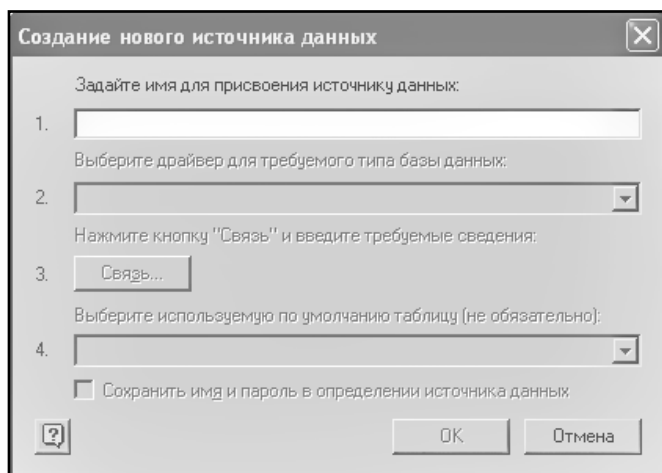 Создание нового источника данных
Задайте имя для присвоения источнику данных:
1.
Выберите драйвер для требуемого типа базы данных:
2.
Нажмите кнопку "Связь" и введите требуемые сведения:
3. Связь...
Выберите используемую по умолчанию таблицу (не обязательно):
4.
Сохранить имя и пароль в определении источника данных
? OK Отмена